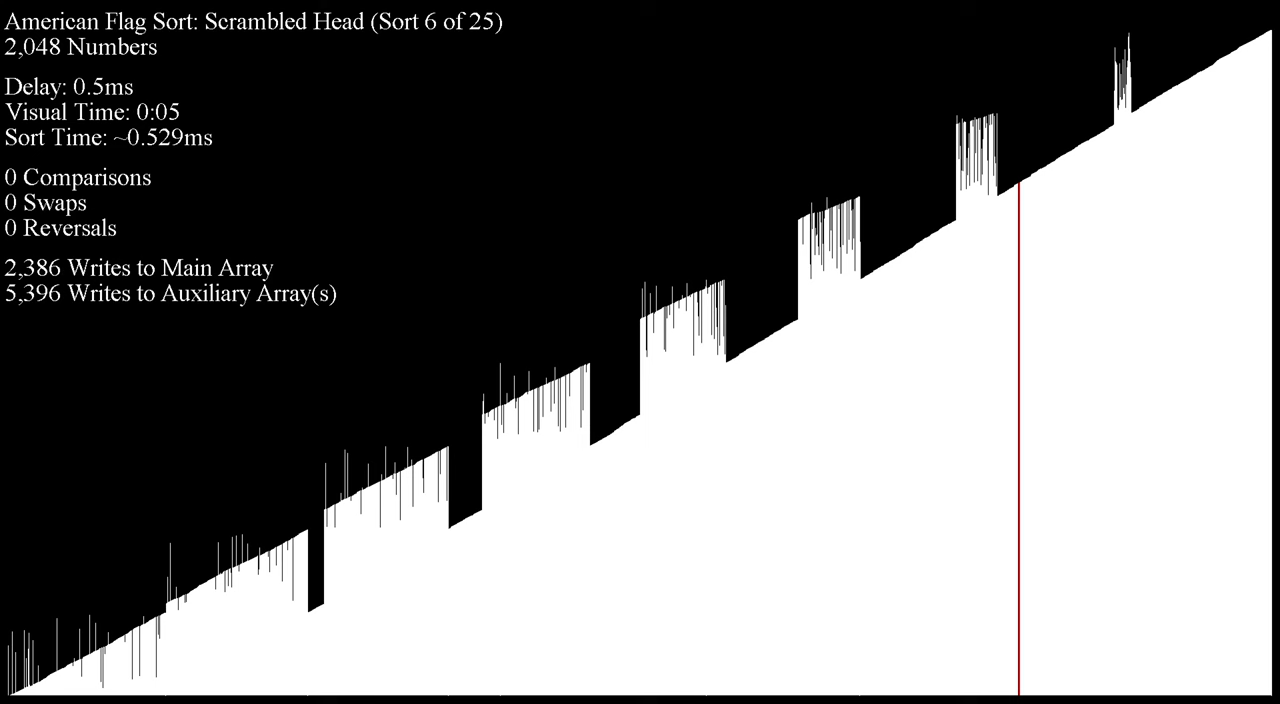 American Flag Sort: Scrambled Head (Sort 6 of 25)
2,048 Numbers
Delay: 0.5ms
Visual Time: 0:05
Sort Time: ~0.529ms
0 Comparisons
0 Swaps
0 Reversals
2,386 Writes to Main Array
5,396 Writes to Auxiliary Array(s)